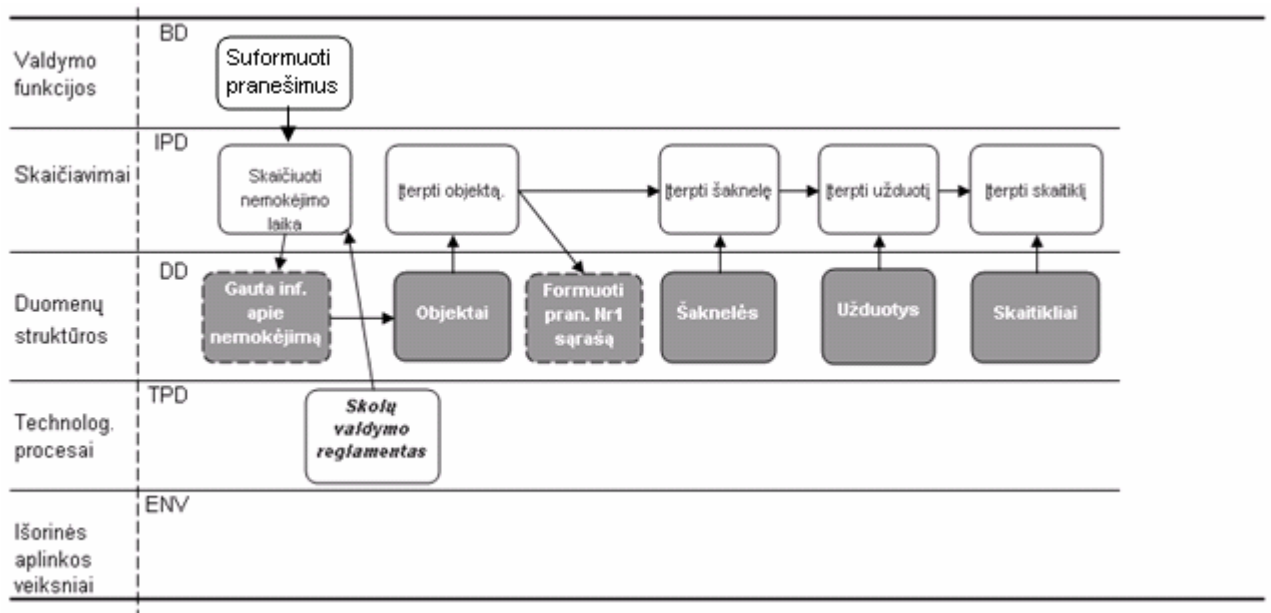 BD
Valdymo
funkcijos
Suformuoti
pranešimus
IPD
Skaičiavimai
Skaičiuoti
nemokėjimo
laika
Įterpti objektą.
Įterpti šaknelę
Įterpti užduotį
Įterpti skaitiklį
DD
Duomenų
struktūros
Gauta inf.
apie
nemokėjimą
Objektai
Formuoti
pran. Nr1
sąrašą
Šaknelės
Užduotys
Skaitikliai
TPD
Technolog.
procesai
Skolų
valdymo
reglamentas
ENV
Išorinės
aplinkos
veiksniai